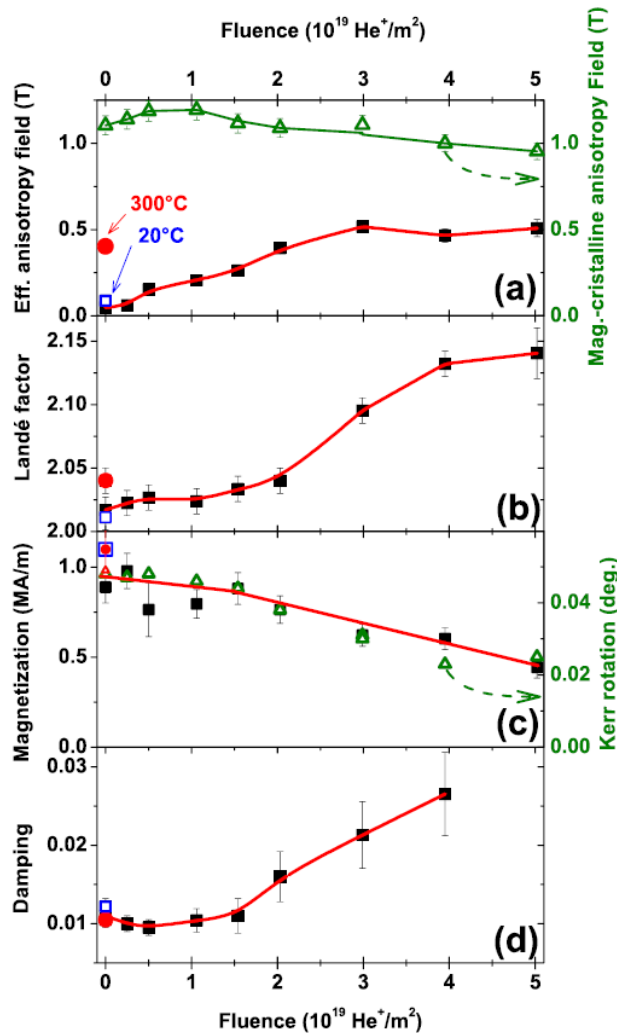 Fluence (10¹⁹ He⁺/m²)
0 1 2 3 4 5
Eff. anisotropy field (T)
1.0
0.5
0.0
300°C
20°C
(a)
1.0
0.5
0.0
Mag.-cristalline anisotropy Field (T)
Landé factor
2.15
2.10
2.05
2.00
(b)
Magnetization (MA/m)
1.0
0.5
0.0
(c)
0.04
0.02
0.00
Kerr rotation (deg.)
Damping
0.03
0.02
0.01
(d)
0 1 2 3 4 5
Fluence (10¹⁹ He⁺/m²)